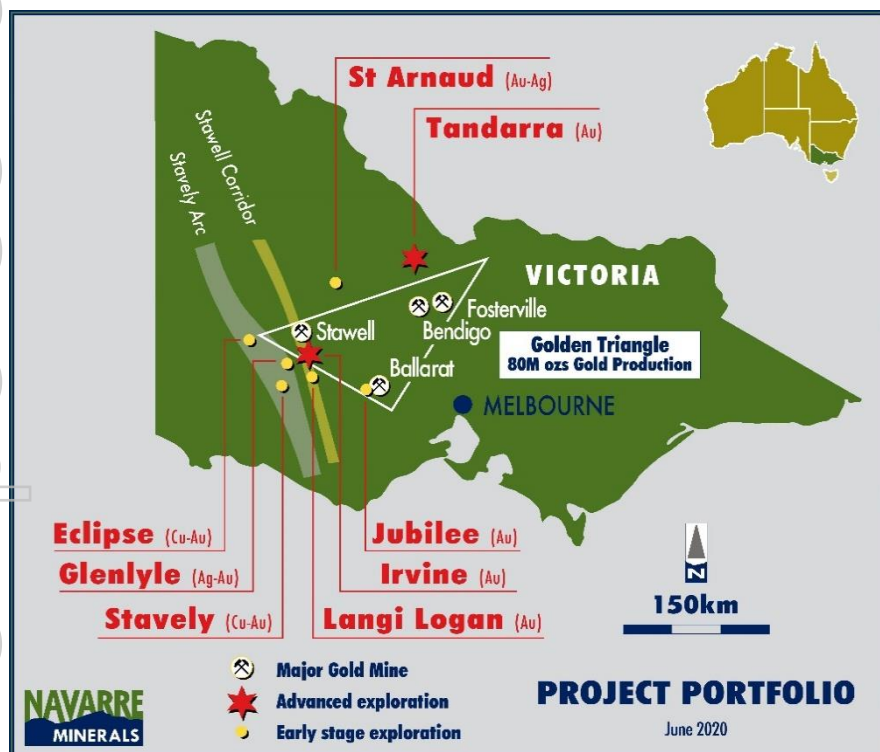 St Arnaud (Au-Ag)
Tandarra (Au)
Stawell Corridor
Stavely Arc
VICTORIA
Fosterville
Bendigo
Stawell
Ballarat
Golden Triangle
80M ozs Gold Production
MELBOURNE
Eclipse (Cu-Au)
Jubilee (Au)
Glenlyle (Ag-Au)
Irvine (Au)
Stavely (Cu-Au)
Langi Logan (Au)
N
150km
Major Gold Mine
Advanced exploration
Early stage exploration
NAVARRE
MINERALS
PROJECT PORTFOLIO
June 2020